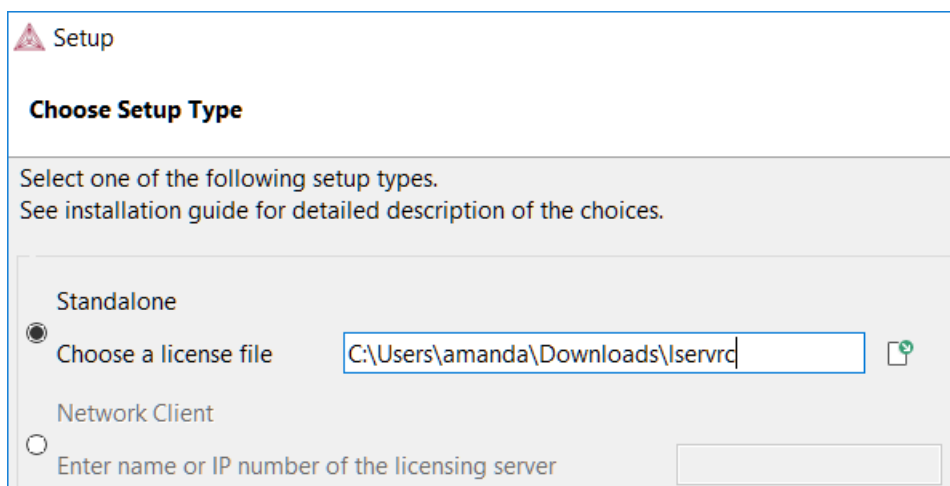 Setup
Choose Setup Type
Select one of the following setup types.
See installation guide for detailed description of the choices.
Standalone
Choose a license file C:\Users\amanda\Downloads\lservrc
Network Client
Enter name or IP number of the licensing server